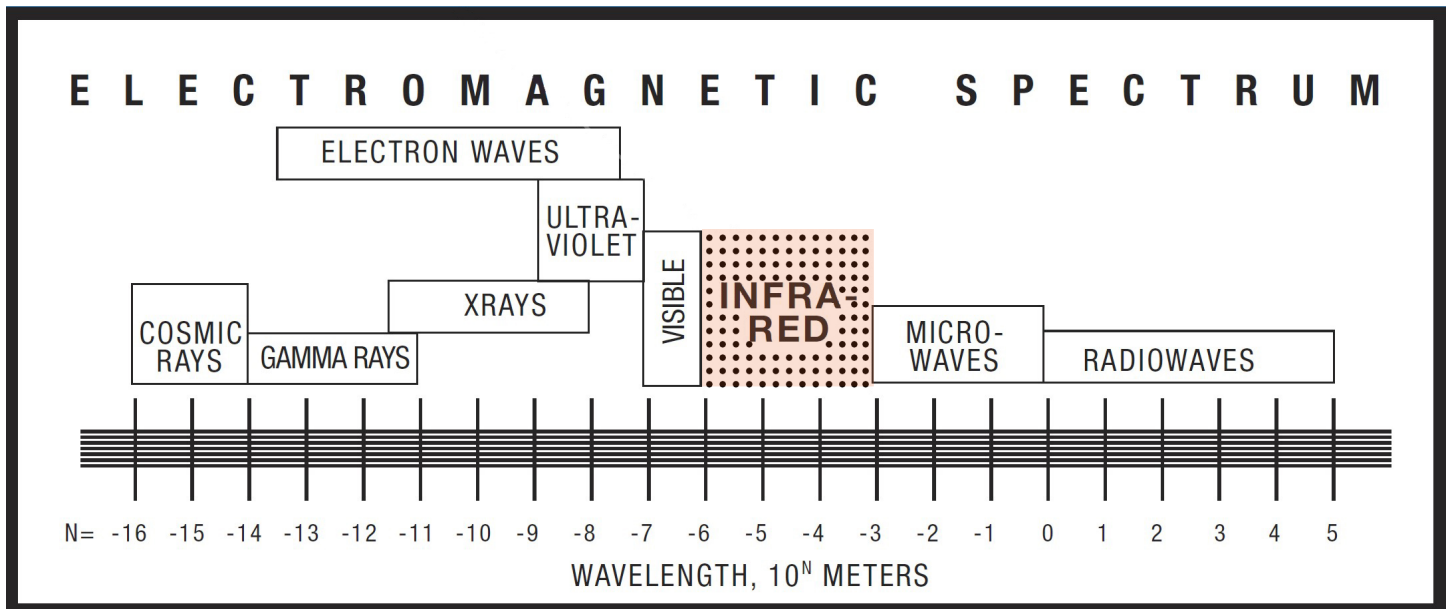 ELECTROMAGNETIC SPECTRUM
ELECTRON WAVES
ULTRA-
VIOLET
XRAYS
COSMIC
RAYS
GAMMA RAYS
VISIBLE
INFRA-
RED
MICRO-
WAVES
RADIOWAVES
N= -16 -15 -14 -13 -12 -11 -10 -9 -8 -7 -6 -5 -4 -3 -2 -1 0 1 2 3 4 5
WAVELENGTH, 10^N METERS